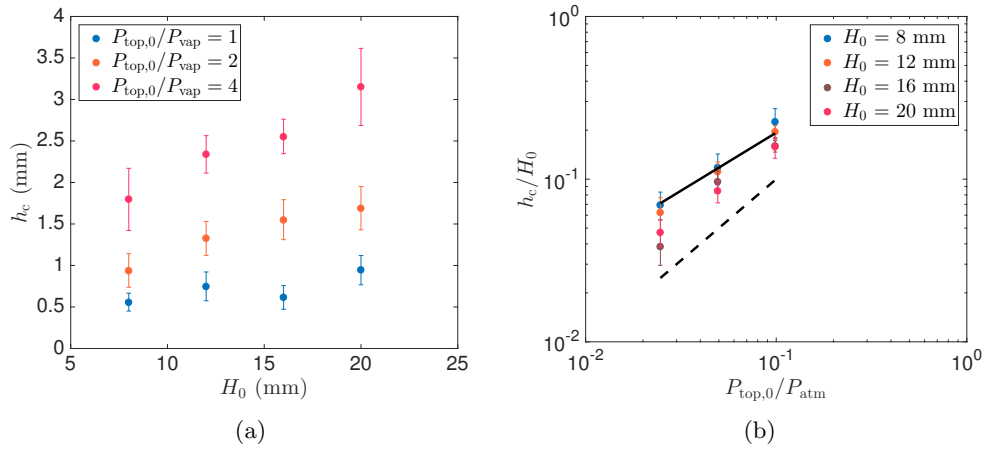 4
3.5
3
2.5
2
1.5
1
0.5
0
h_c (mm)
P_top,0/P_vap = 1
P_top,0/P_vap = 2
P_top,0/P_vap = 4
5 10 15 20 25
H_0 (mm)
(a)
10^0
10^-1
10^-2
h_c/H_0
H_0 = 8 mm
H_0 = 12 mm
H_0 = 16 mm
H_0 = 20 mm
10^-2 10^-1 10^0
P_top,0/P_atm
(b)